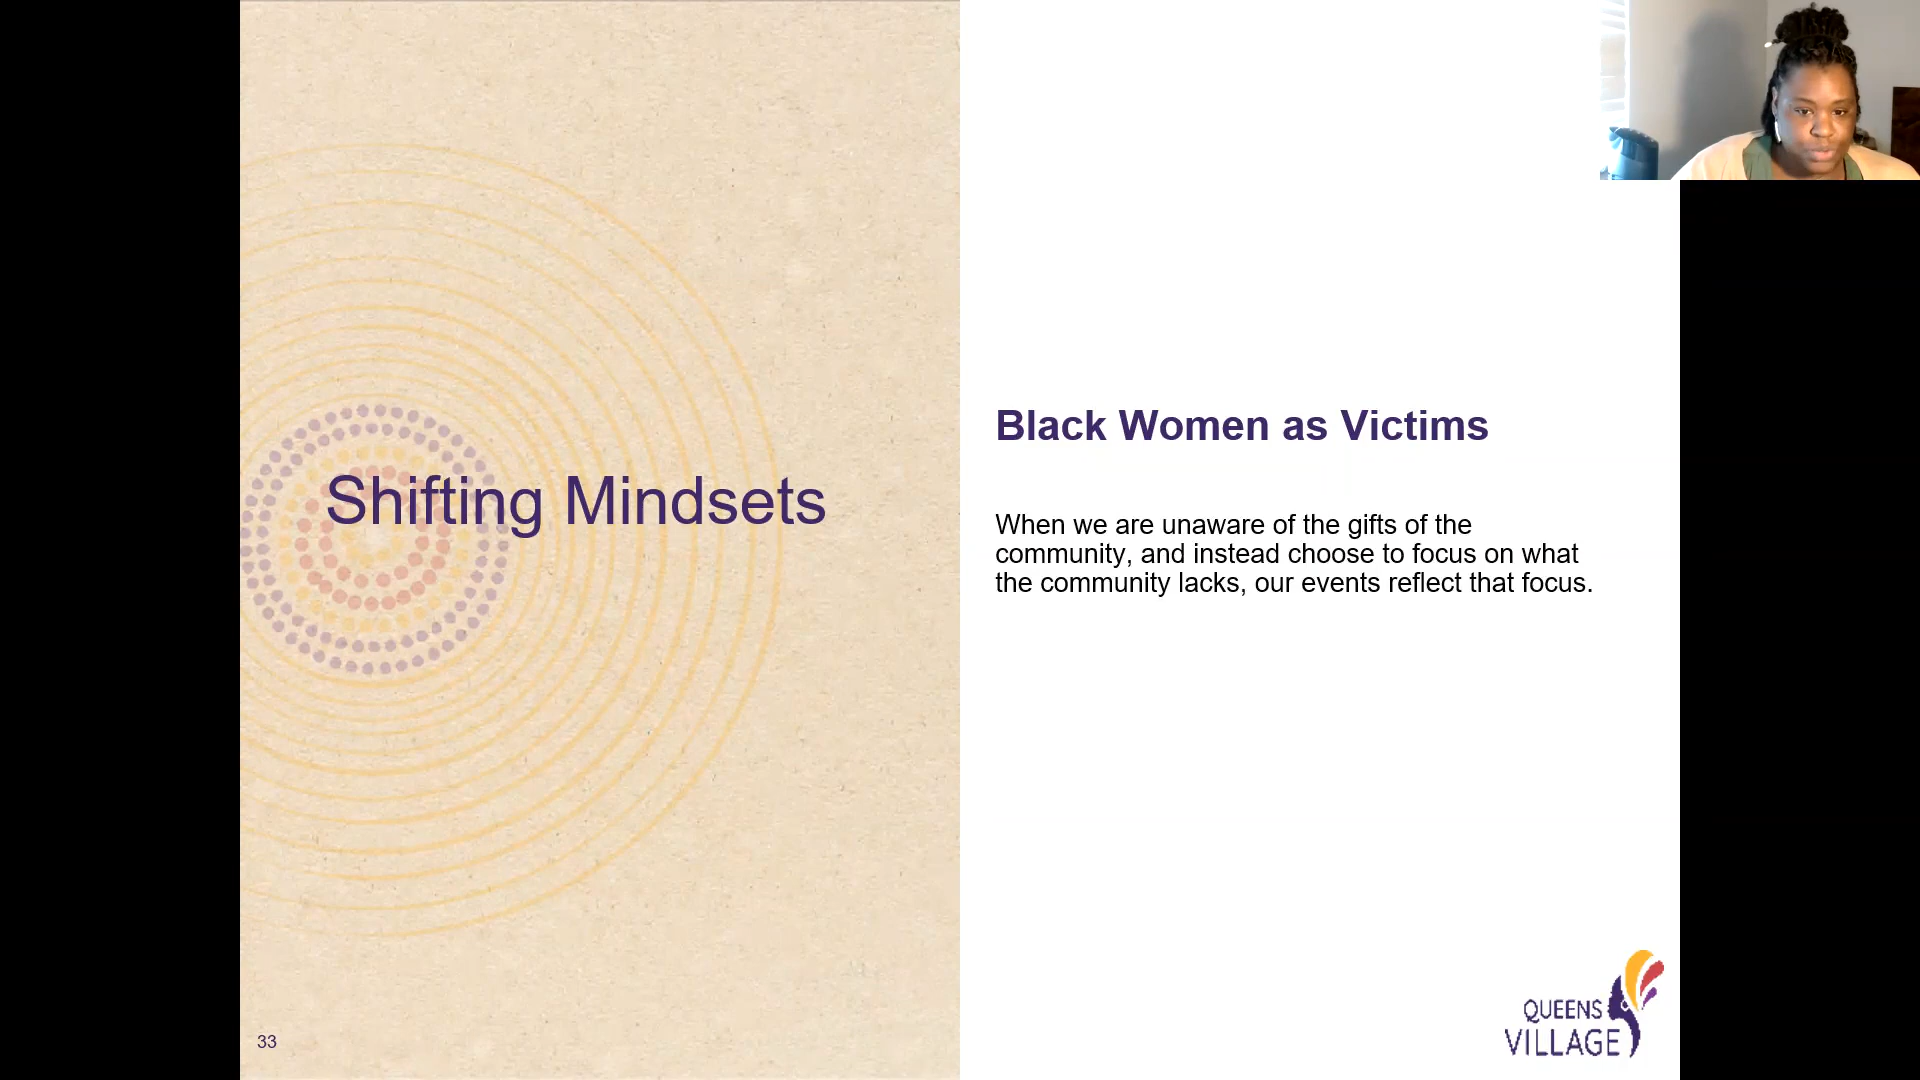 Shifting Mindsets
Black Women as Victims
When we are unaware of the gifts of the
community, and instead choose to focus on what
the community lacks, our events reflect that focus.
33
QUEENS
VILLAGE